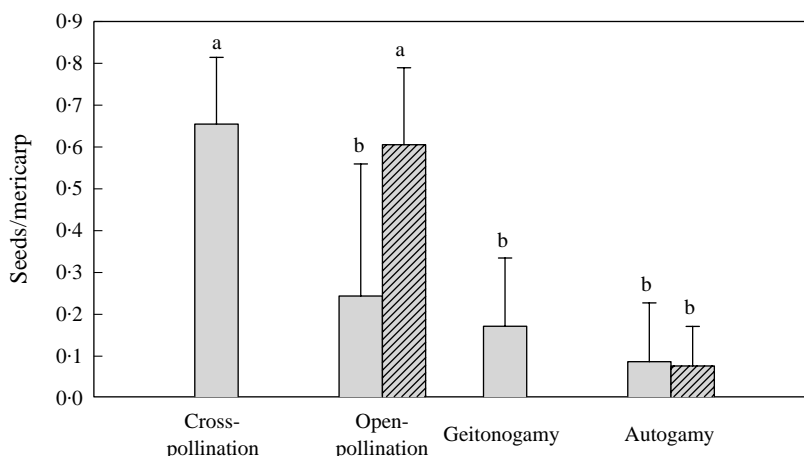 0·9
0·8
0·7
0·6
0·5
0·4
0·3
0·2
0·1
0·0
Seeds/mericarp
a
b
a
b
b
b
Cross-
pollination
Open-
pollination
Geitonogamy
Autogamy